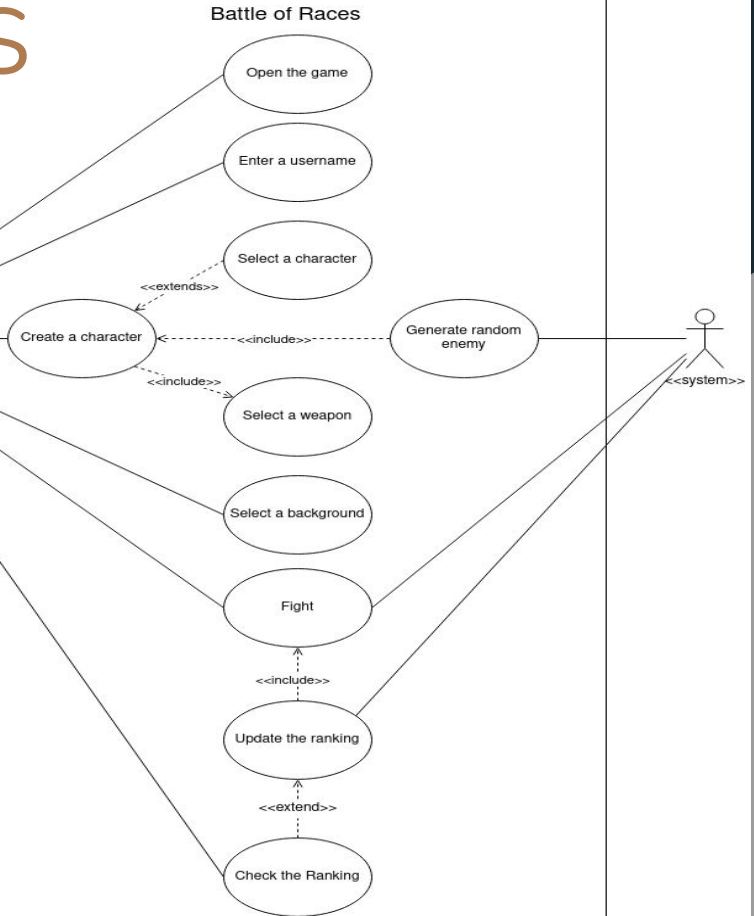 s
Battle of Races
Open the game
Enter a username
Select a character
<<extends>>
Create a character
<<include>>
Generate random
enemy
<<system>>
<<include>>
Select a weapon
Select a background
Fight
<<include>>
Update the ranking
<<extend>>
Check the Ranking